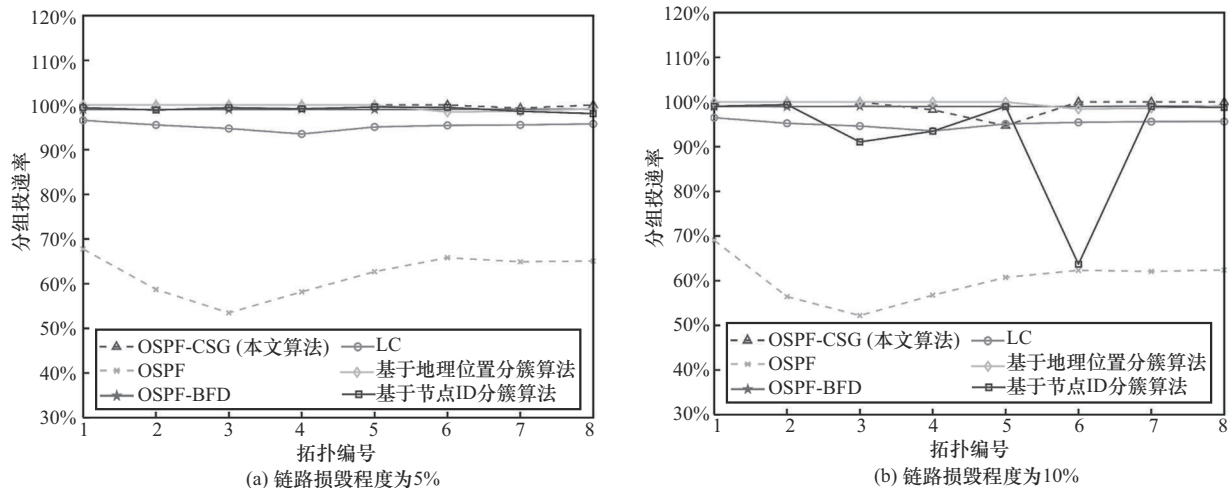 120%
110%
100%
90%
80%
70%
60%
50%
40%
30%
分组投递率
OSPF-CSG (本文算法)
OSPF
OSPF-BFD
LC
基于地理位置分簇算法
基于节点ID分簇算法
1 2 3 4 5 6 7 8
拓扑编号
(a) 链路损毁程度为5%
120%
110%
100%
90%
80%
70%
60%
50%
40%
30%
分组投递率
OSPF-CSG (本文算法)
OSPF
OSPF-BFD
LC
基于地理位置分簇算法
基于节点ID分簇算法
1 2 3 4 5 6 7 8
拓扑编号
(b) 链路损毁程度为10%